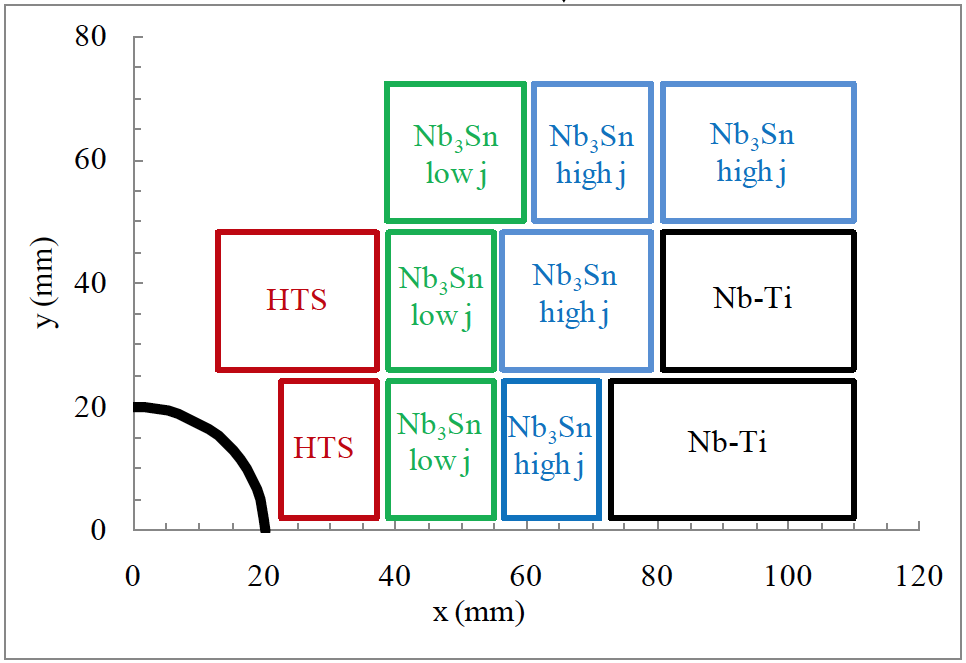 80
Nb₃Sn low j
Nb₃Sn high j
Nb₃Sn high j
60
HTS
Nb₃Sn low j
Nb₃Sn high j
Nb-Ti
40
20
HTS
Nb₃Sn low j
Nb₃Sn high j
Nb-Ti
0
y (mm)
0 20 40 60 80 100 120
x (mm)